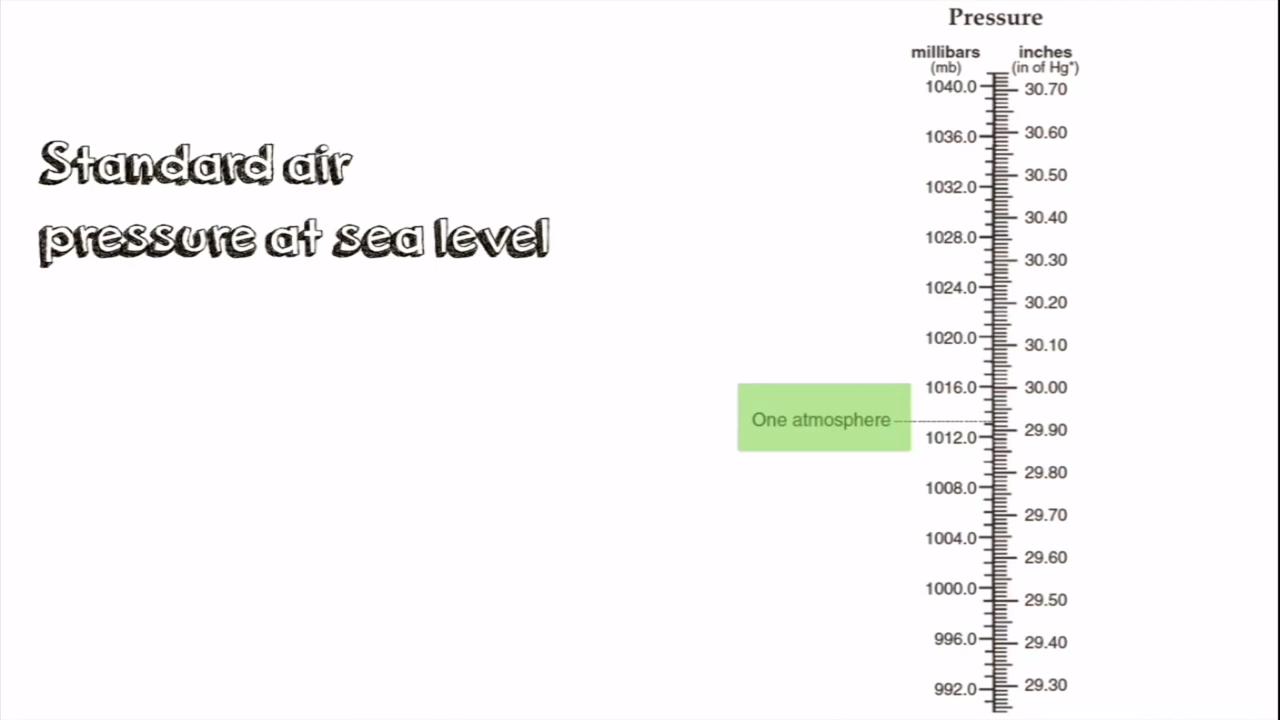 Pressure
millibars inches
(mb) (in of Hg*)
1040.0 30.70
1036.0 30.60
Standard air
1032.0 30.50
pressure at sea level
1028.0 30.40
1024.0 30.30
1020.0 30.20
30.10
1016.0 30.00
One atmosphere
1012.0 29.90
1008.0 29.80
1004.0 29.70
1000.0 29.60
29.50
996.0 29.40
992.0 29.30